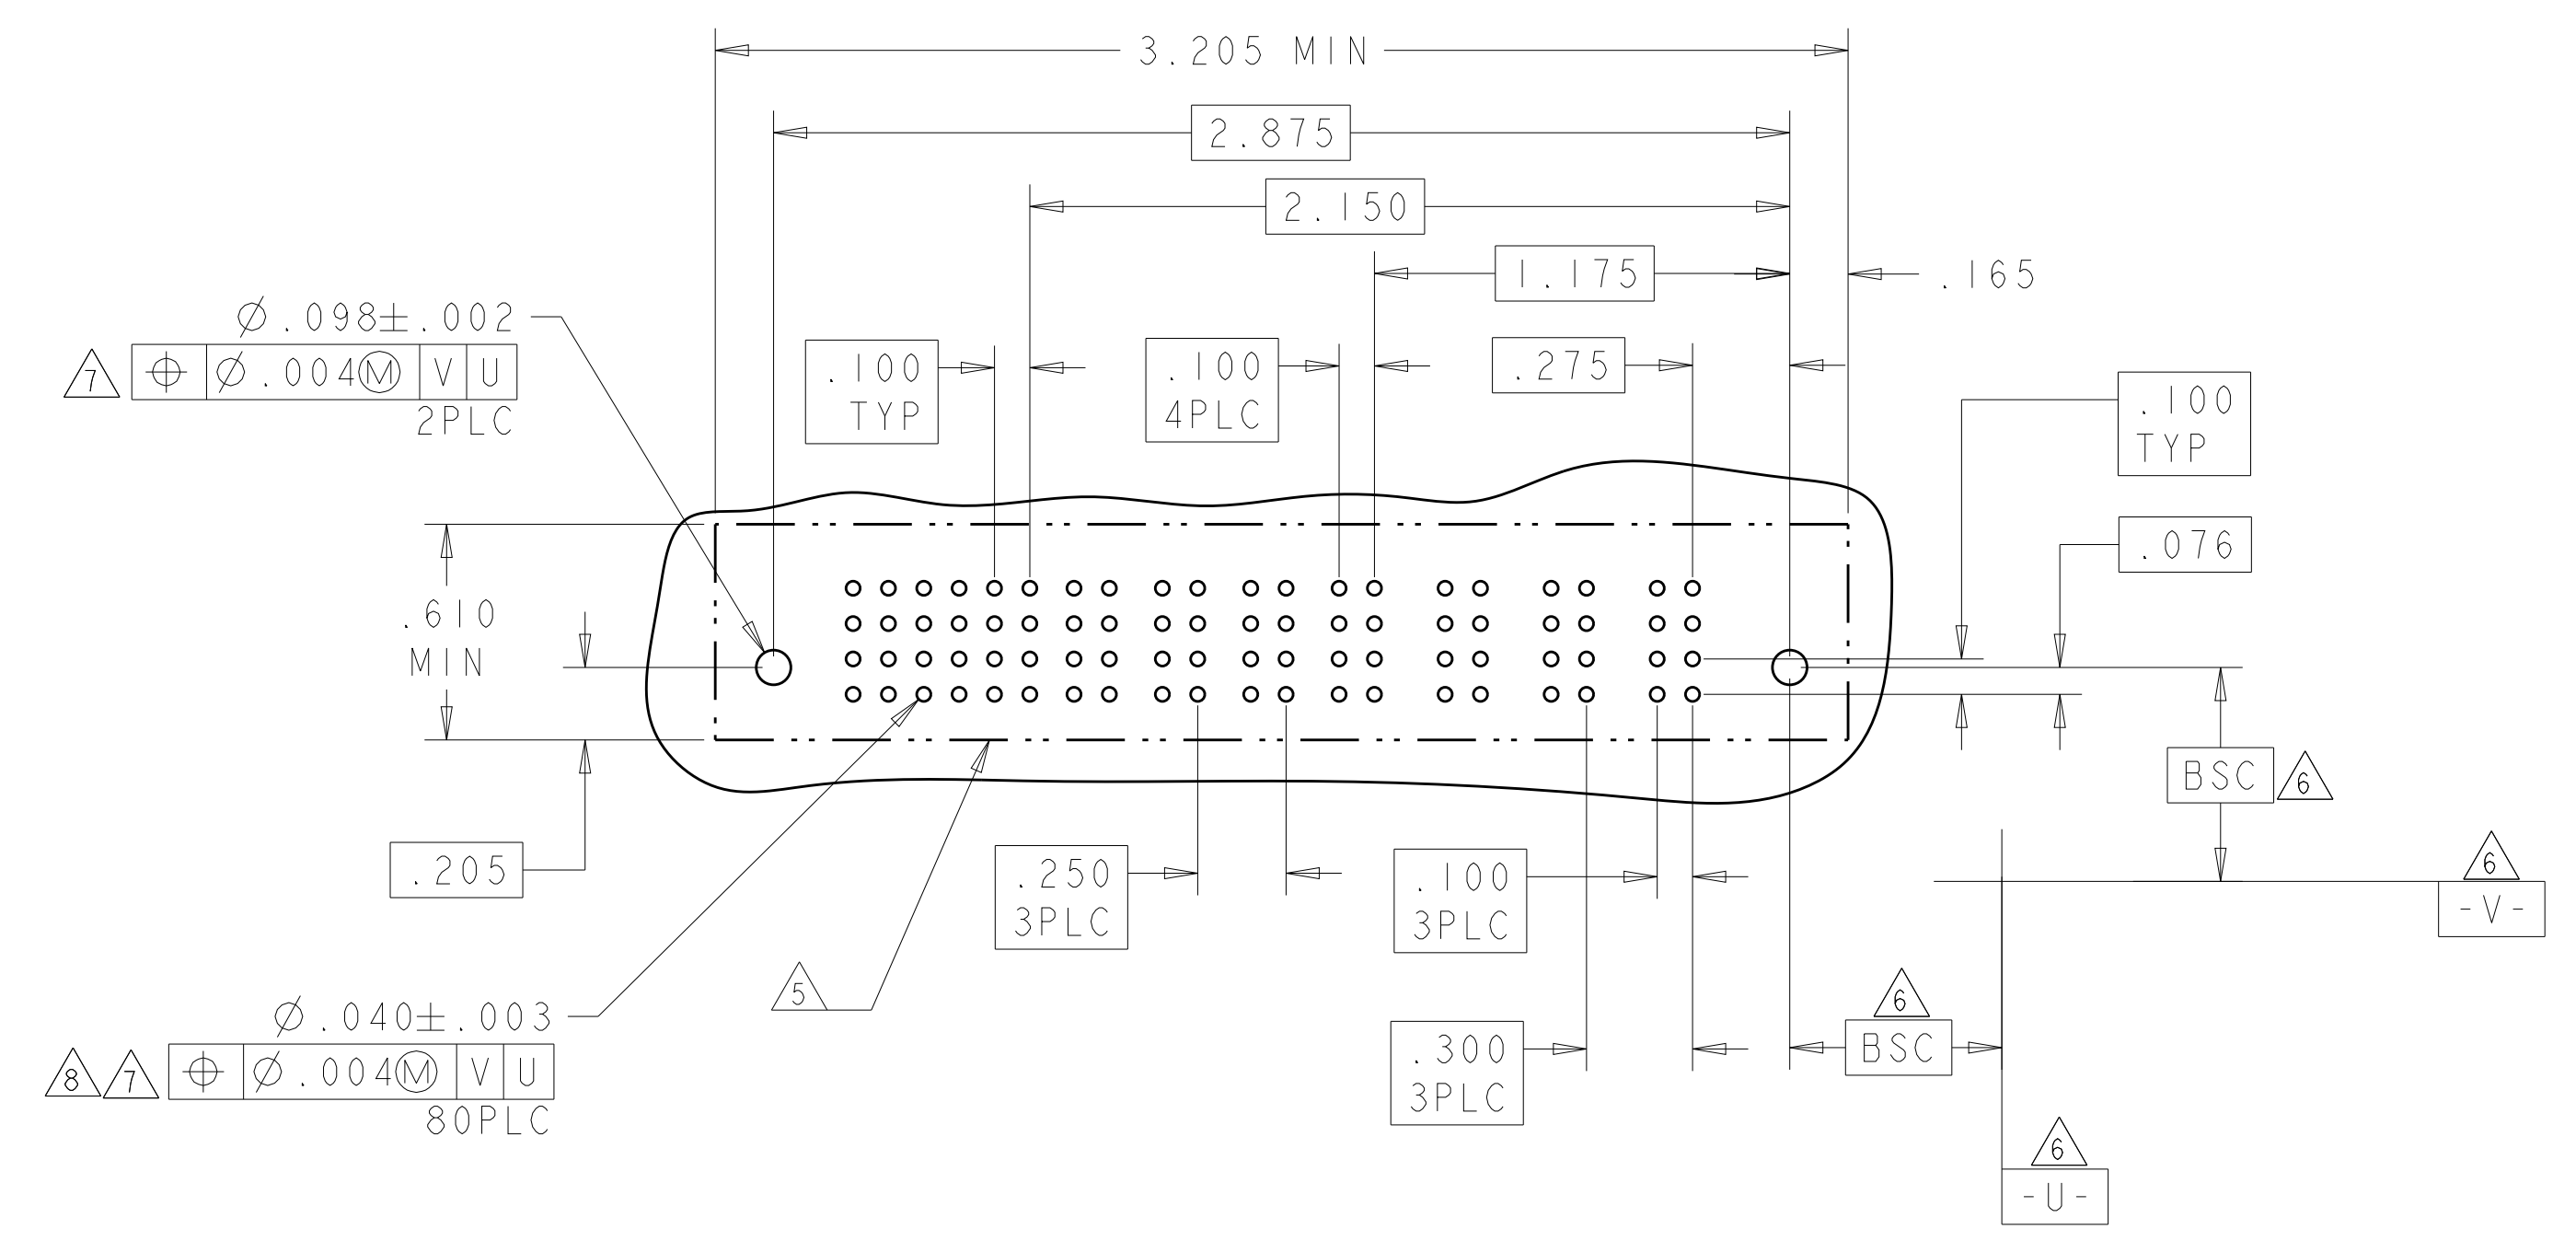 3.205 MIN
2.875
2.150
1.175
.165
Ø.098±.002
7
⌖ Ø.004Ⓜ V U
2PLC
.100
TYP
.100
4PLC
.275
.100
TYP
.076
.610
MIN
.205
BSC 6
6
-V-
.250
3PLC
.100
3PLC
5
6
BSC
.300
3PLC
Ø.040±.003
8 7
⌖ Ø.004Ⓜ V U
80PLC
6
-U-